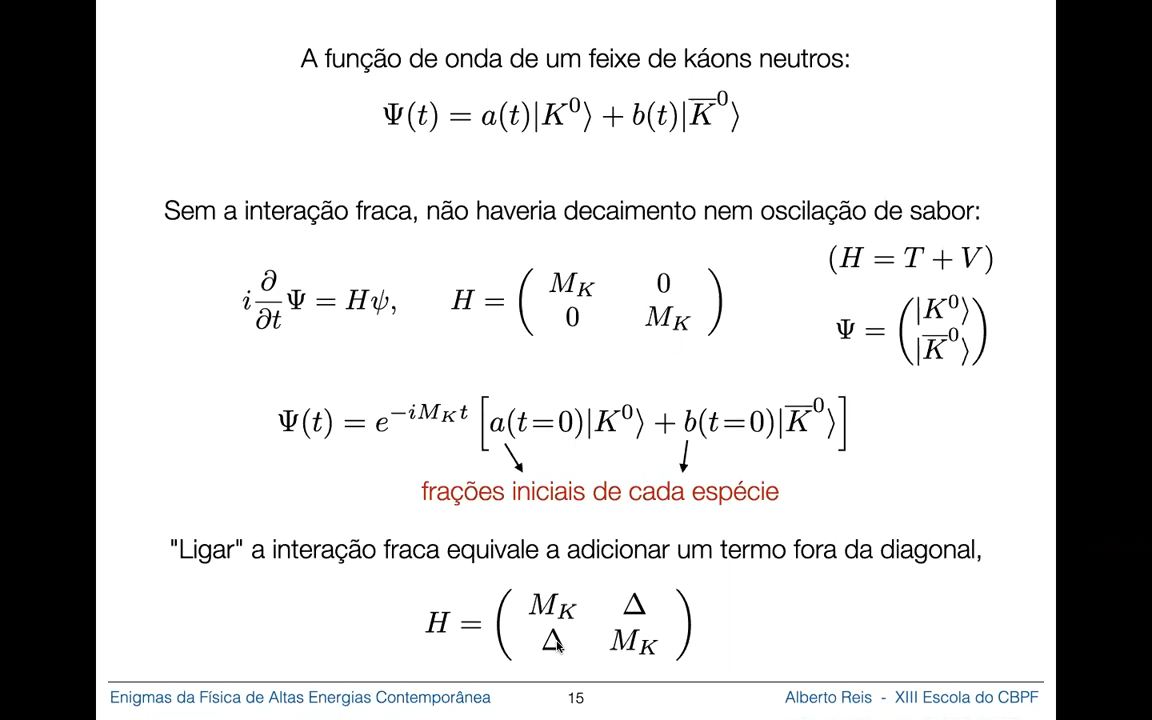 A função de onda de um feixe de káons neutros:
Ψ(t) = a(t)|K⁰⟩ + b(t)|K̅⁰⟩
Sem a interação fraca, não haveria decaimento nem oscilação de sabor:
(H = T + V)
i ∂/∂t Ψ = Hψ, H = ( M_K 0
0 M_K )
Ψ = ( |K⁰⟩
|K̅⁰⟩ )
Ψ(t) = e^{−iM_K t} [ a(t=0)|K⁰⟩ + b(t=0)|K̅⁰⟩ ]
frações iniciais de cada espécie
"Ligar" a interação fraca equivale a adicionar um termo fora da diagonal,
H = ( M_K Δ
Δ M_K )
Enigmas da Física de Altas Energias Contemporânea 15 Alberto Reis - XIII Escola do CBPF